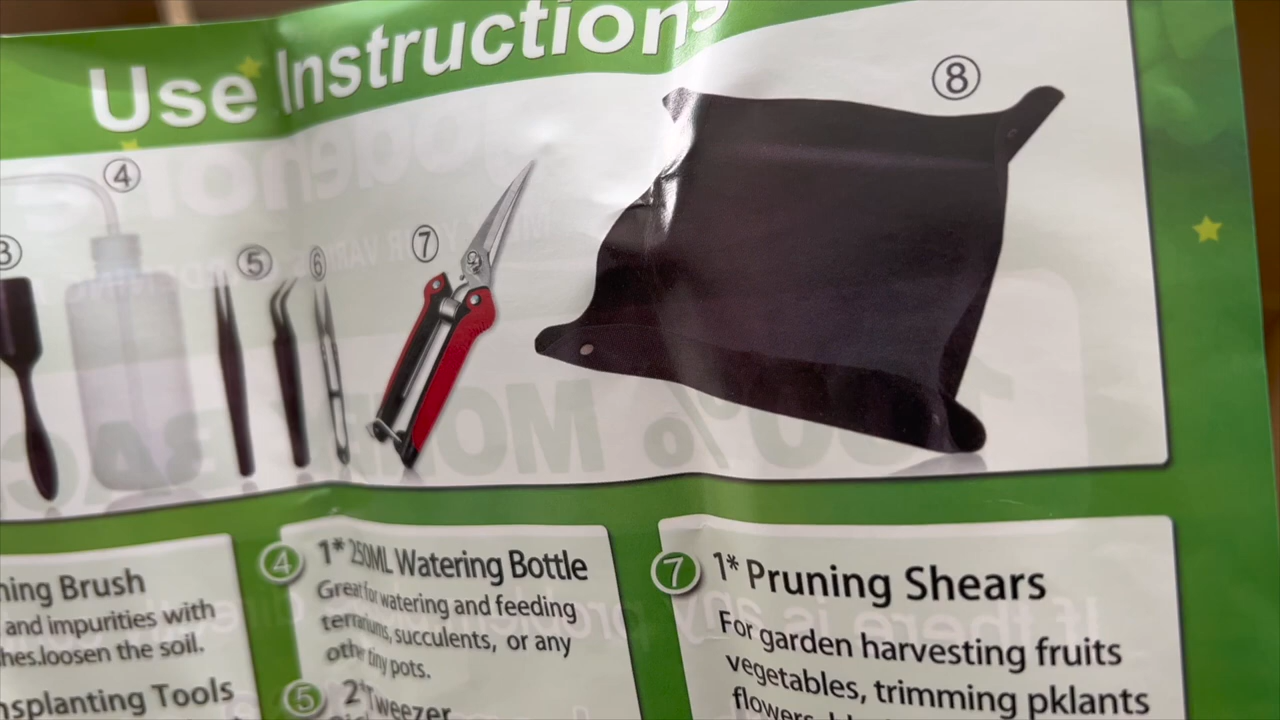 Use Instructions
8
4
3
5
6
7
ning Brush
and impurities with
hes.loosen the soil.
nsplanting Tools
4 1* 250ML Watering Bottle
Great for watering and feeding
terrariums, succulents, or any
other tiny pots.
5 2* Tweezer
7 1* Pruning Shears
For garden harvesting fruits
vegetables, trimming pklants
flowers